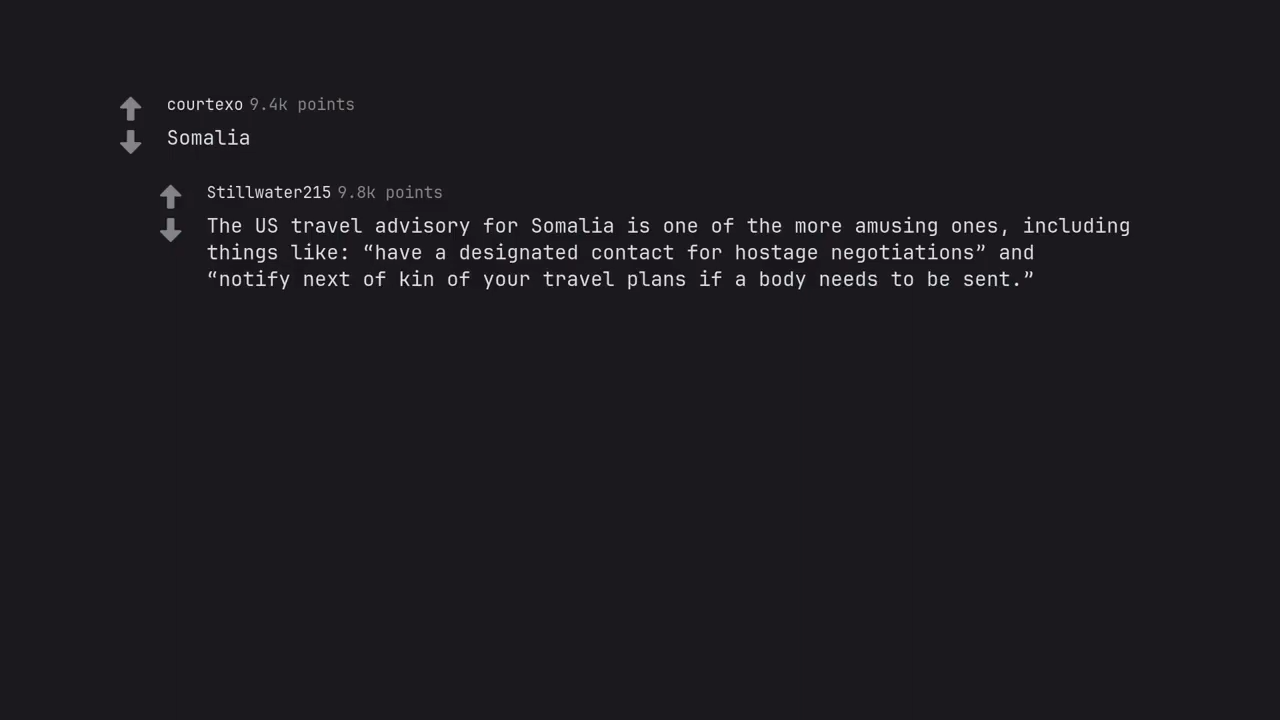 courtexo 9.4k points
Somalia
Stillwater215 9.8k points
The US travel advisory for Somalia is one of the more amusing ones, including
things like: “have a designated contact for hostage negotiations” and
“notify next of kin of your travel plans if a body needs to be sent.”